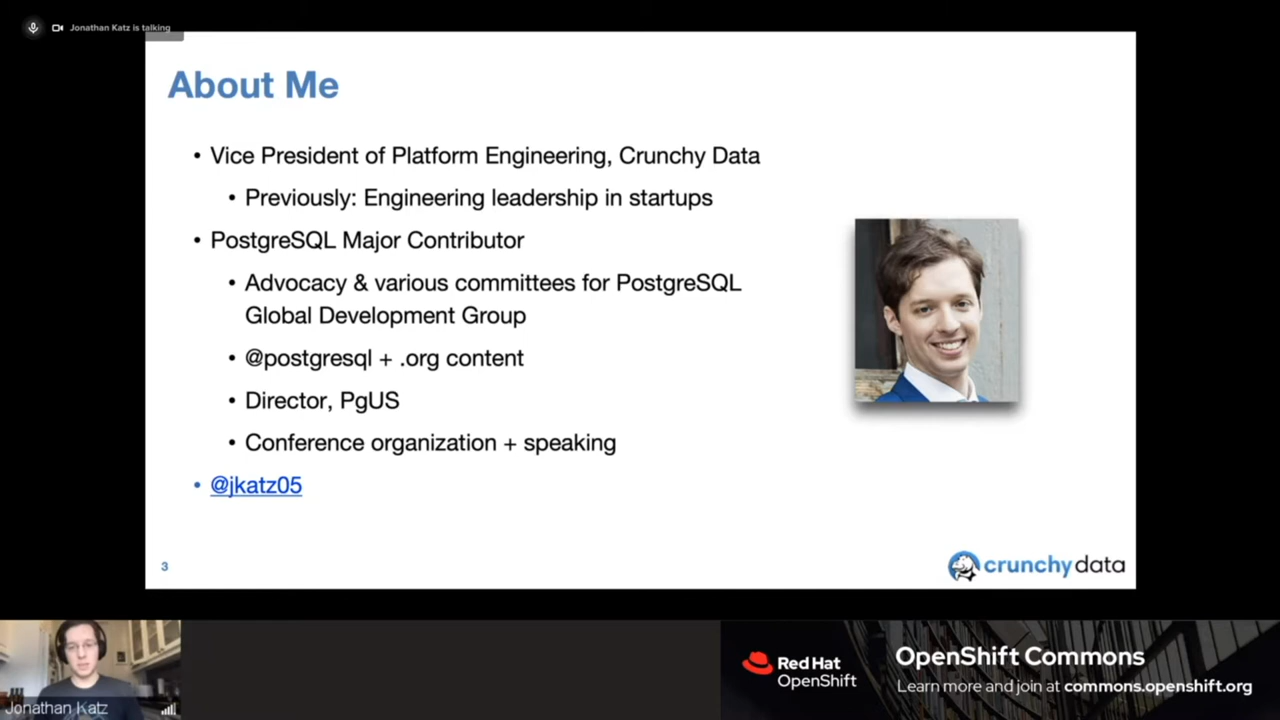 Jonathan Katz is talking
About Me
• Vice President of Platform Engineering, Crunchy Data
• Previously: Engineering leadership in startups
• PostgreSQL Major Contributor
• Advocacy & various committees for PostgreSQL
Global Development Group
• @postgresql + .org content
• Director, PgUS
• Conference organization + speaking
• @jkatz05
3
crunchydata
Jonathan Katz
Red Hat
OpenShift
OpenShift Commons
Learn more and join at commons.openshift.org